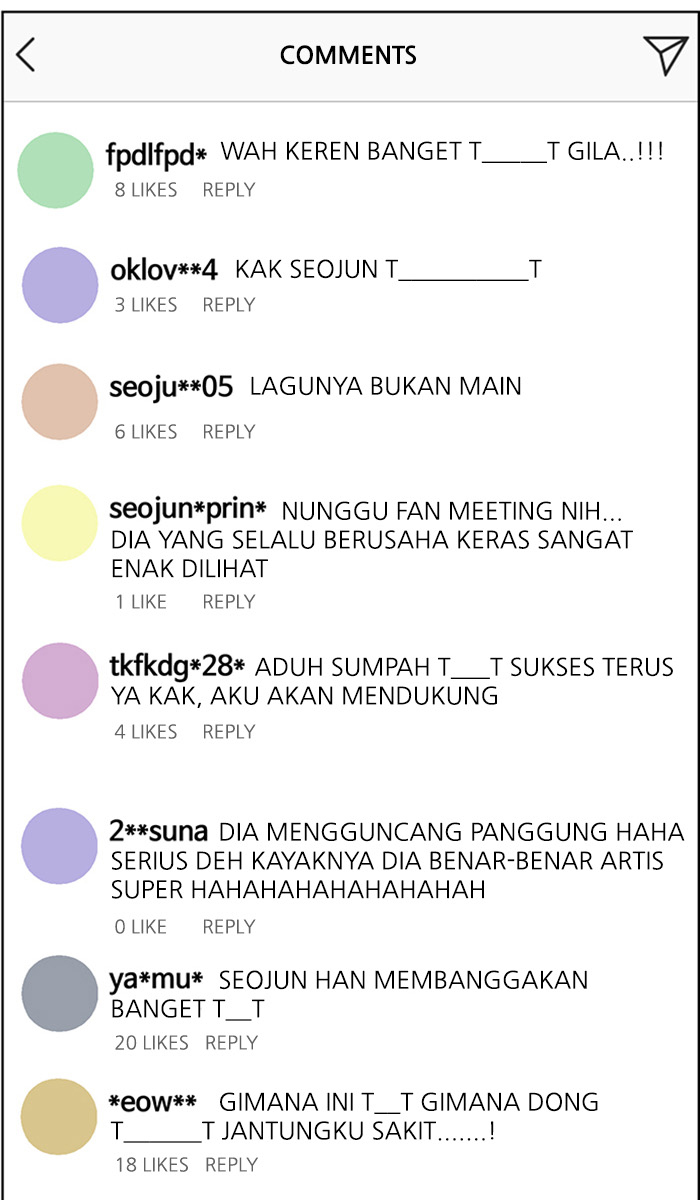 COMMENTS
fpdlfpd* WAH KEREN BANGET T_____T GILA..!!!
8 LIKES REPLY
oklov**4 KAK SEOJUN T__________T
3 LIKES REPLY
seoju**05 LAGUNYA BUKAN MAIN
6 LIKES REPLY
seojun*prin* NUNGGU FAN MEETING NIH...
DIA YANG SELALU BERUSAHA KERAS SANGAT
ENAK DILIHAT
1 LIKE REPLY
tkfkdg*28* ADUH SUMPAH T___T SUKSES TERUS
YA KAK, AKU AKAN MENDUKUNG
4 LIKES REPLY
2**suna DIA MENGGUNCANG PANGGUNG HAHA
SERIUS DEH KAYAKNYA DIA BENAR-BENAR ARTIS
SUPER HAHAHAHAHAHAHAHAH
0 LIKE REPLY
ya*mu* SEOJUN HAN MEMBANGGAKAN
BANGET T__T
20 LIKES REPLY
*eow** GIMANA INI T__T GIMANA DONG
T______T JANTUNGKU SAKIT.......!
18 LIKES REPLY